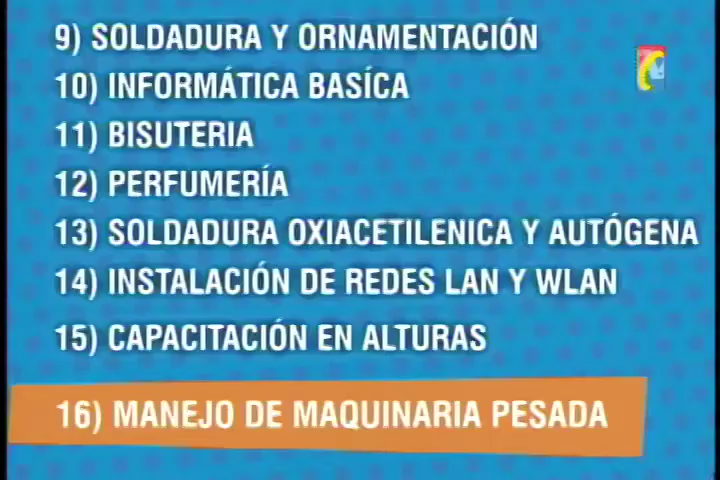 9) SOLDADURA Y ORNAMENTACIÓN
10) INFORMÁTICA BASÍCA
11) BISUTERIA
12) PERFUMERÍA
13) SOLDADURA OXIACETILENICA Y AUTÓGENA
14) INSTALACIÓN DE REDES LAN Y WLAN
15) CAPACITACIÓN EN ALTURAS
16) MANEJO DE MAQUINARIA PESADA